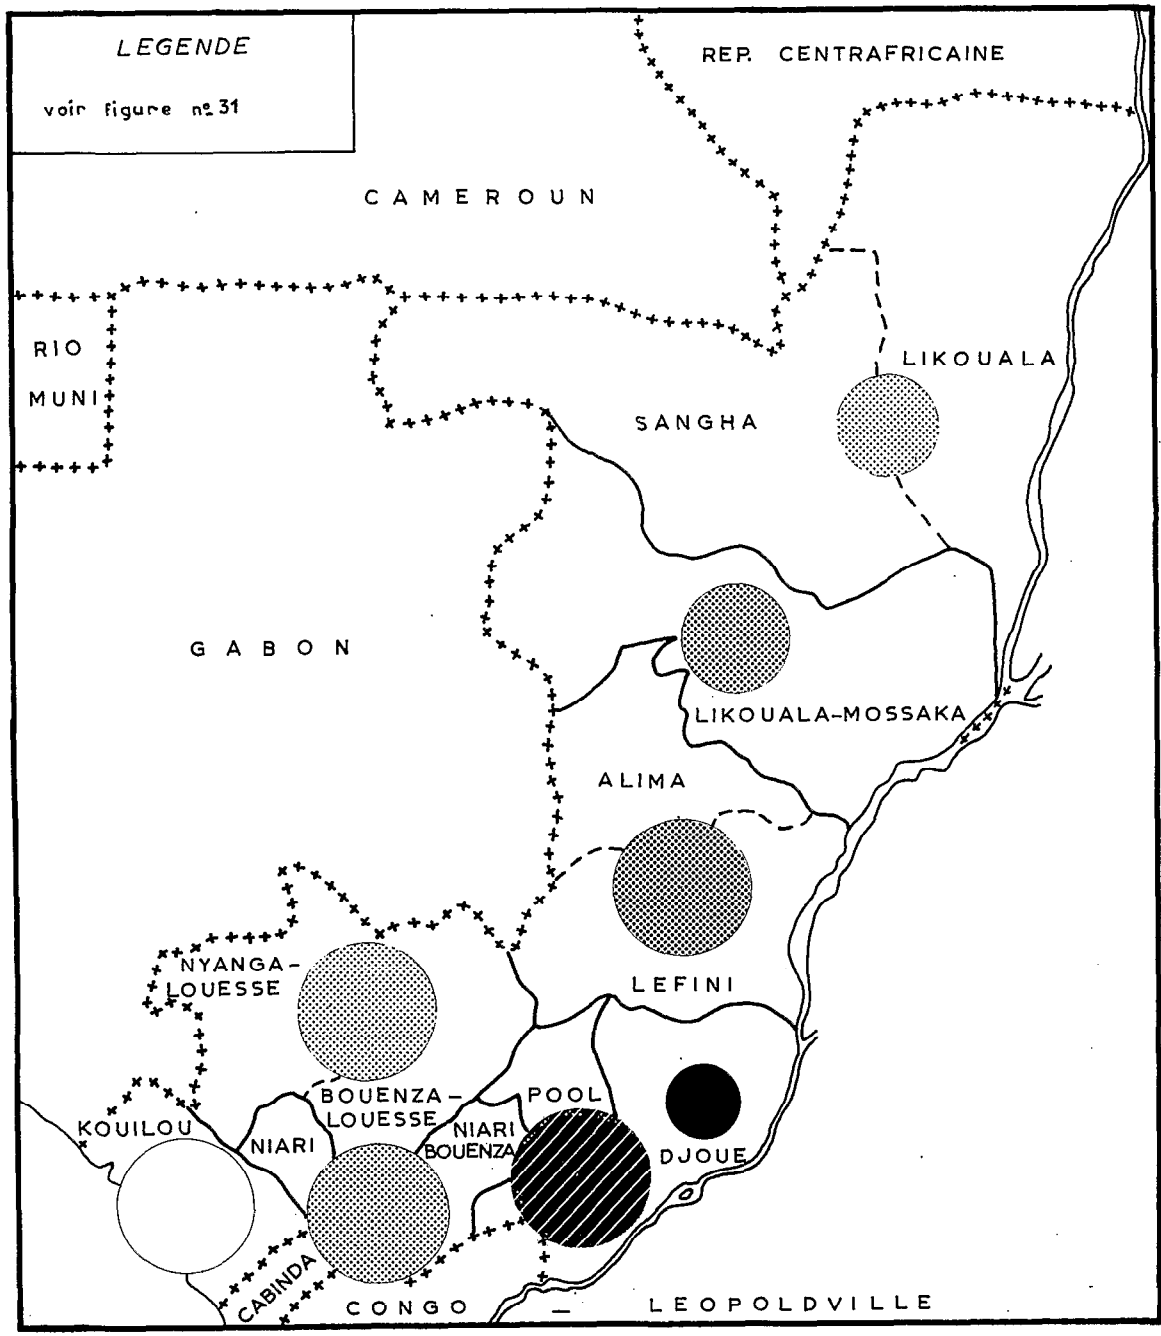 LEGENDE
voir figure nº 31
REP. CENTRAFRICAINE
CAMEROUN
RIO
MUNI
LIKOUALA
SANGHA
GABON
LIKOUALA-MOSSAKA
ALIMA
NYANGA-
LOUESSE
LEFINI
BOUENZA-
LOUESSE
POOL
KOUILOU
NIARI
NIARI
BOUENZA
DJOUE
CABINDA
CONGO – LEOPOLDVILLE